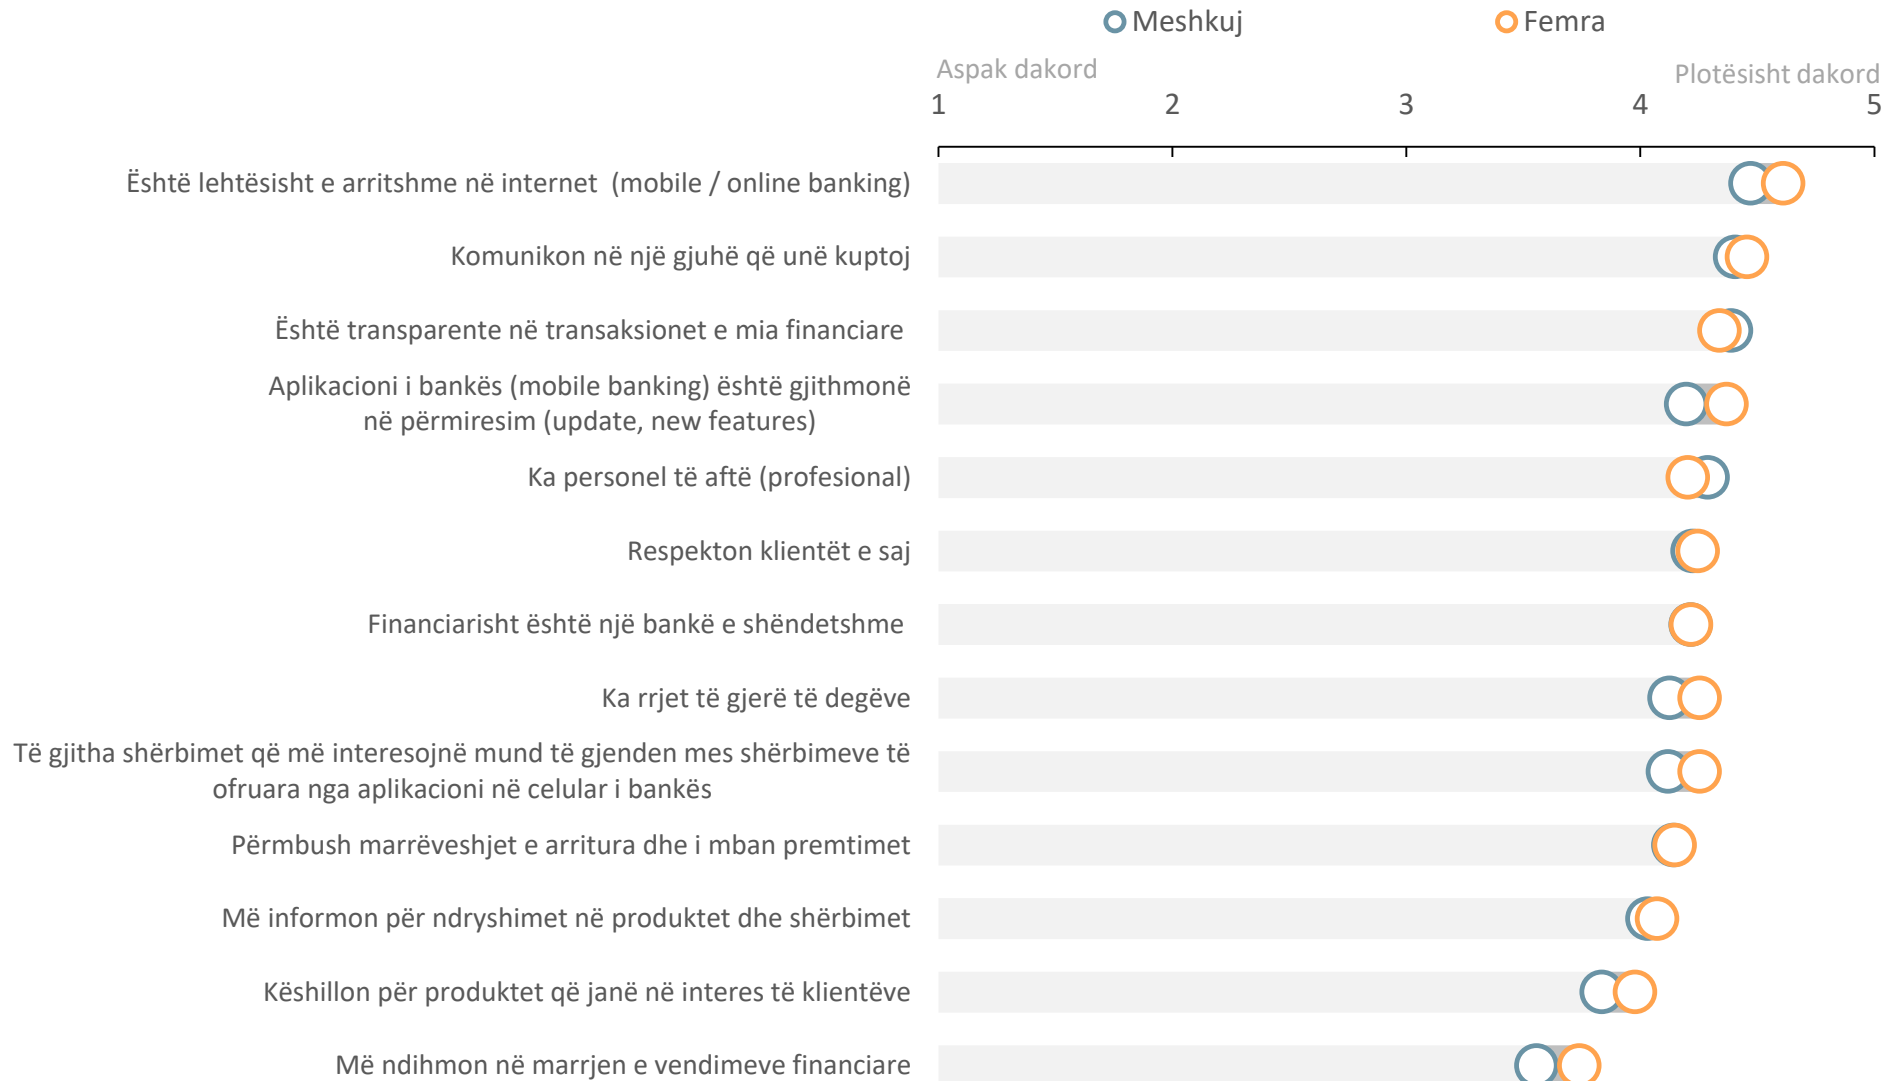 Meshkuj Femra
Aspak dakord Plotësisht dakord
1 2 3 4 5
Është lehtësisht e arritshme në internet (mobile / online banking)
Komunikon në një gjuhë që unë kuptoj
Është transparente në transaksionet e mia financiare
Aplikacioni i bankës (mobile banking) është gjithmonë
në përmiresim (update, new features)
Ka personel të aftë (profesional)
Respekton klientët e saj
Financiarisht është një bankë e shëndetshme
Ka rrjet të gjerë të degëve
Të gjitha shërbimet që më interesojnë mund të gjenden mes shërbimeve të
ofruara nga aplikacioni në celular i bankës
Përmbush marrëveshjet e arritura dhe i mban premtimet
Më informon për ndryshimet në produktet dhe shërbimet
Këshillon për produktet që janë në interes të klientëve
Më ndihmon në marrjen e vendimeve financiare